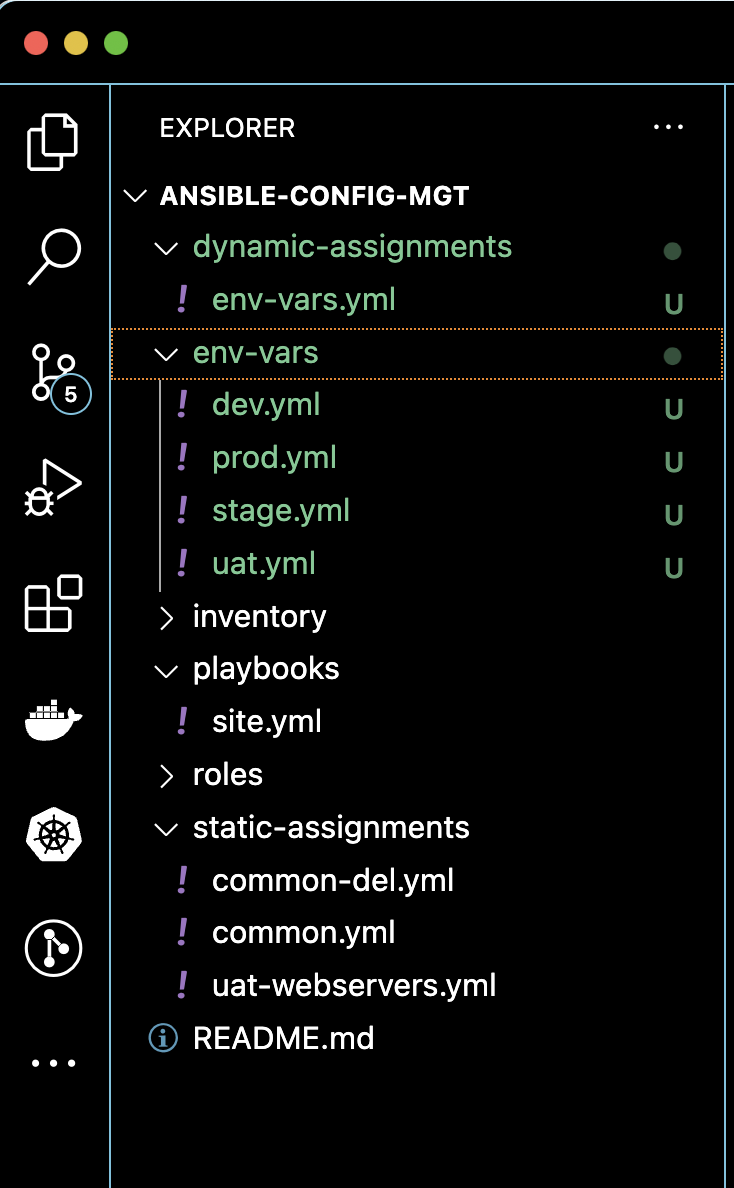 EXPLORER
ANSIBLE-CONFIG-MGT
dynamic-assignments
! env-vars.yml U
env-vars
! dev.yml U
5
! prod.yml U
! stage.yml U
! uat.yml U
inventory
playbooks
! site.yml
roles
static-assignments
! common-del.yml
! common.yml
! uat-webservers.yml
README.md